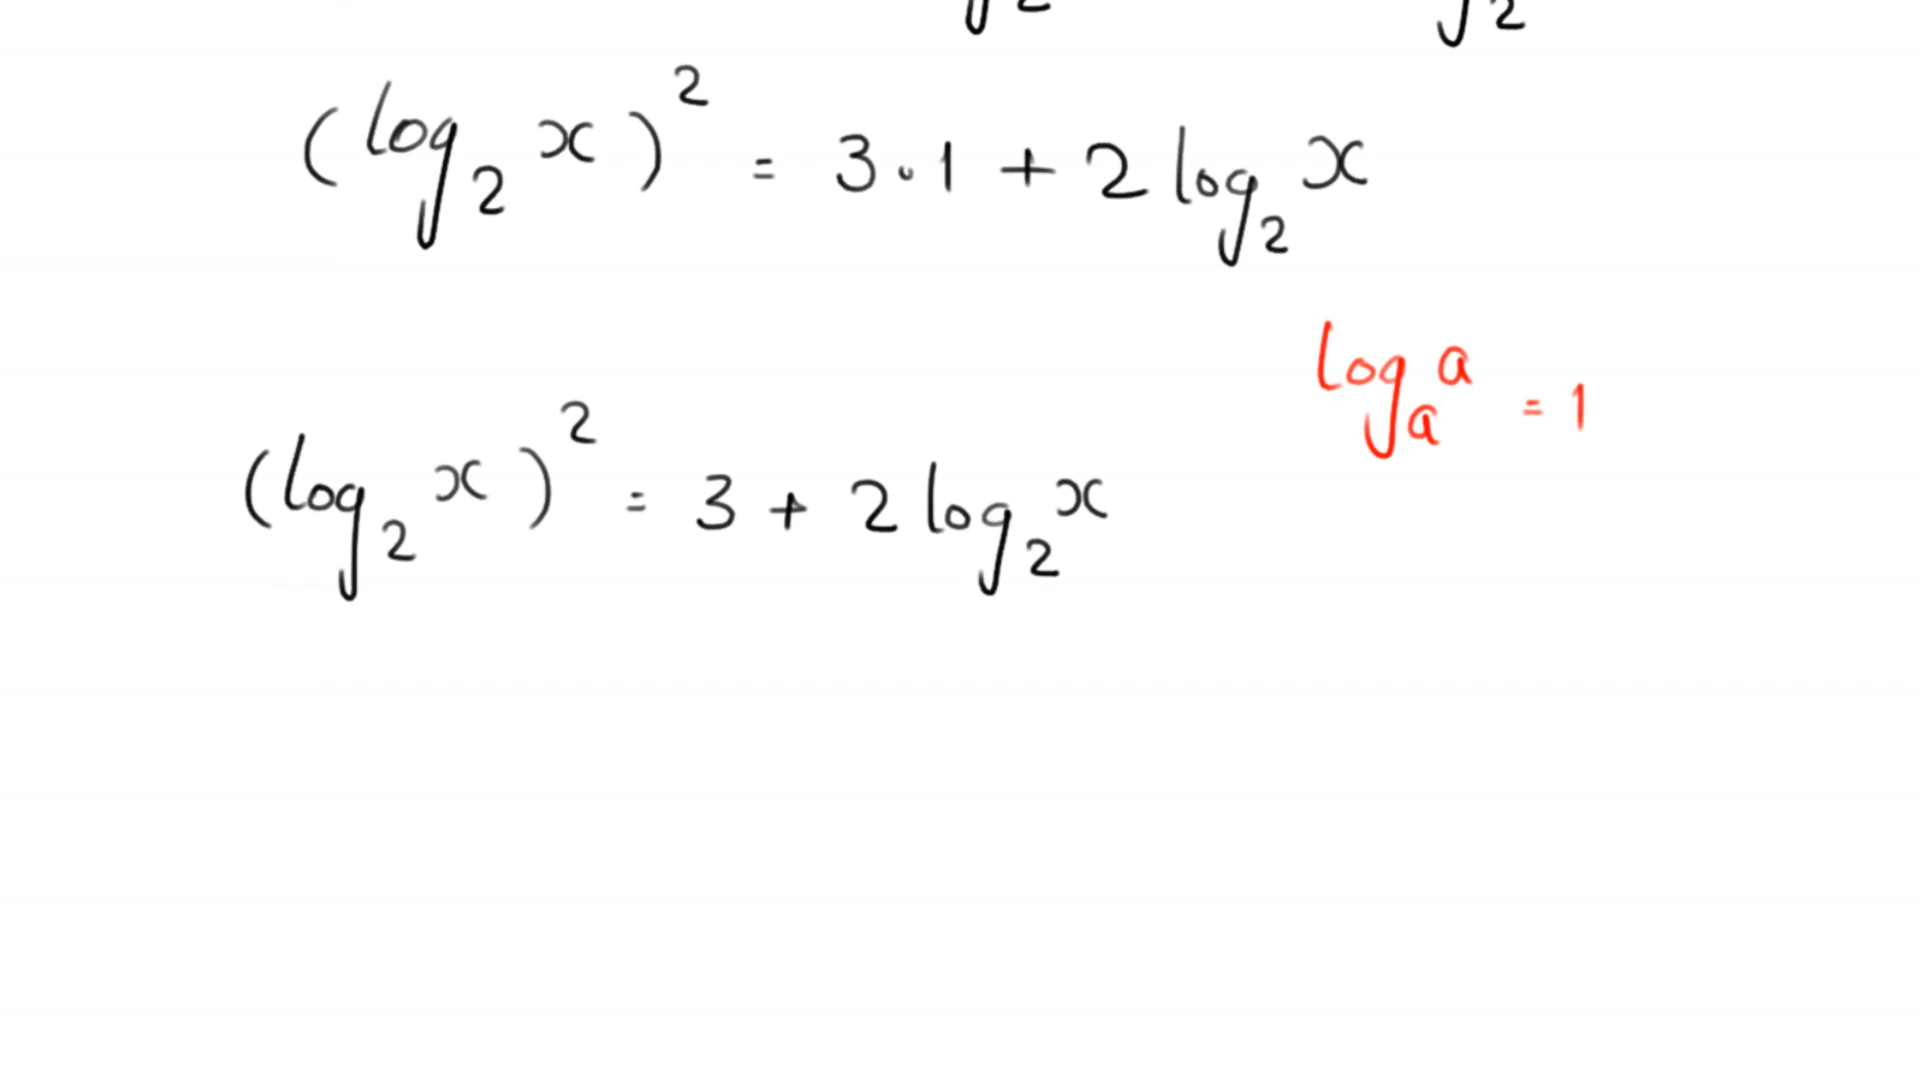 (log₂ x)² = 3·1 + 2 log₂ x
logₐ a = 1
(log₂ x)² = 3 + 2 log₂ x